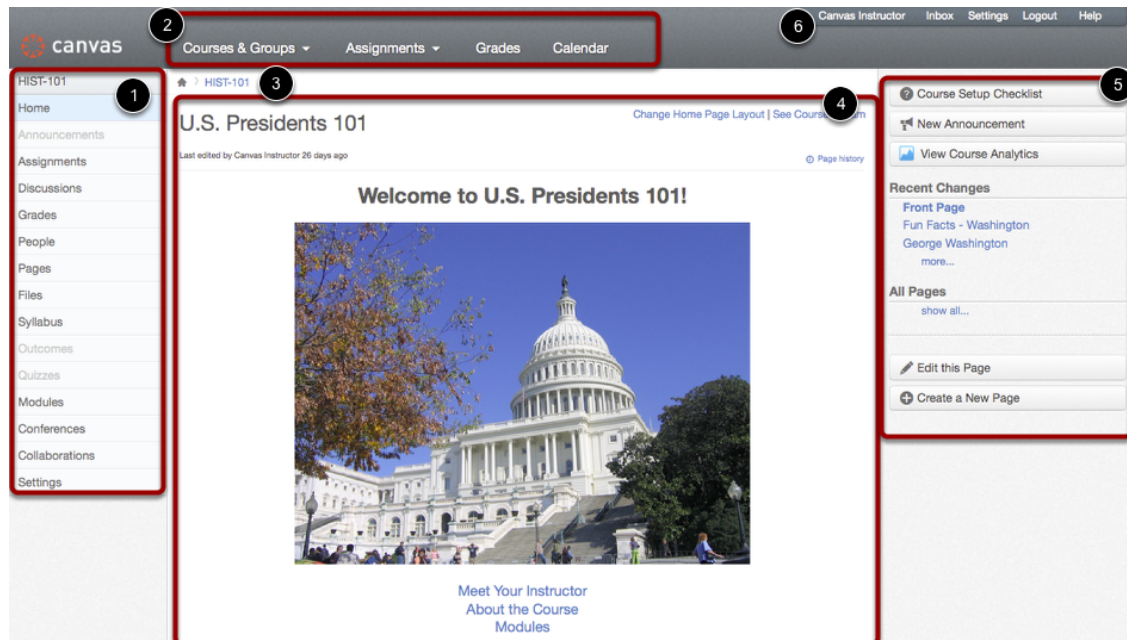 Canvas Instructor Inbox Settings Logout Help
6
2
canvas
Courses & Groups Assignments Grades Calendar
HIST-101
1
Home
Announcements
Assignments
Discussions
Grades
People
Pages
Files
Syllabus
Outcomes
Quizzes
Modules
Conferences
Collaborations
Settings
HIST-101
3
4
U.S. Presidents 101
Change Home Page Layout | See Course
Last edited by Canvas Instructor 26 days ago
Page history
Welcome to U.S. Presidents 101!
Meet Your Instructor
About the Course
Modules
5
Course Setup Checklist
New Announcement
View Course Analytics
Recent Changes
Front Page
Fun Facts - Washington
George Washington
more...
All Pages
show all...
Edit this Page
Create a New Page